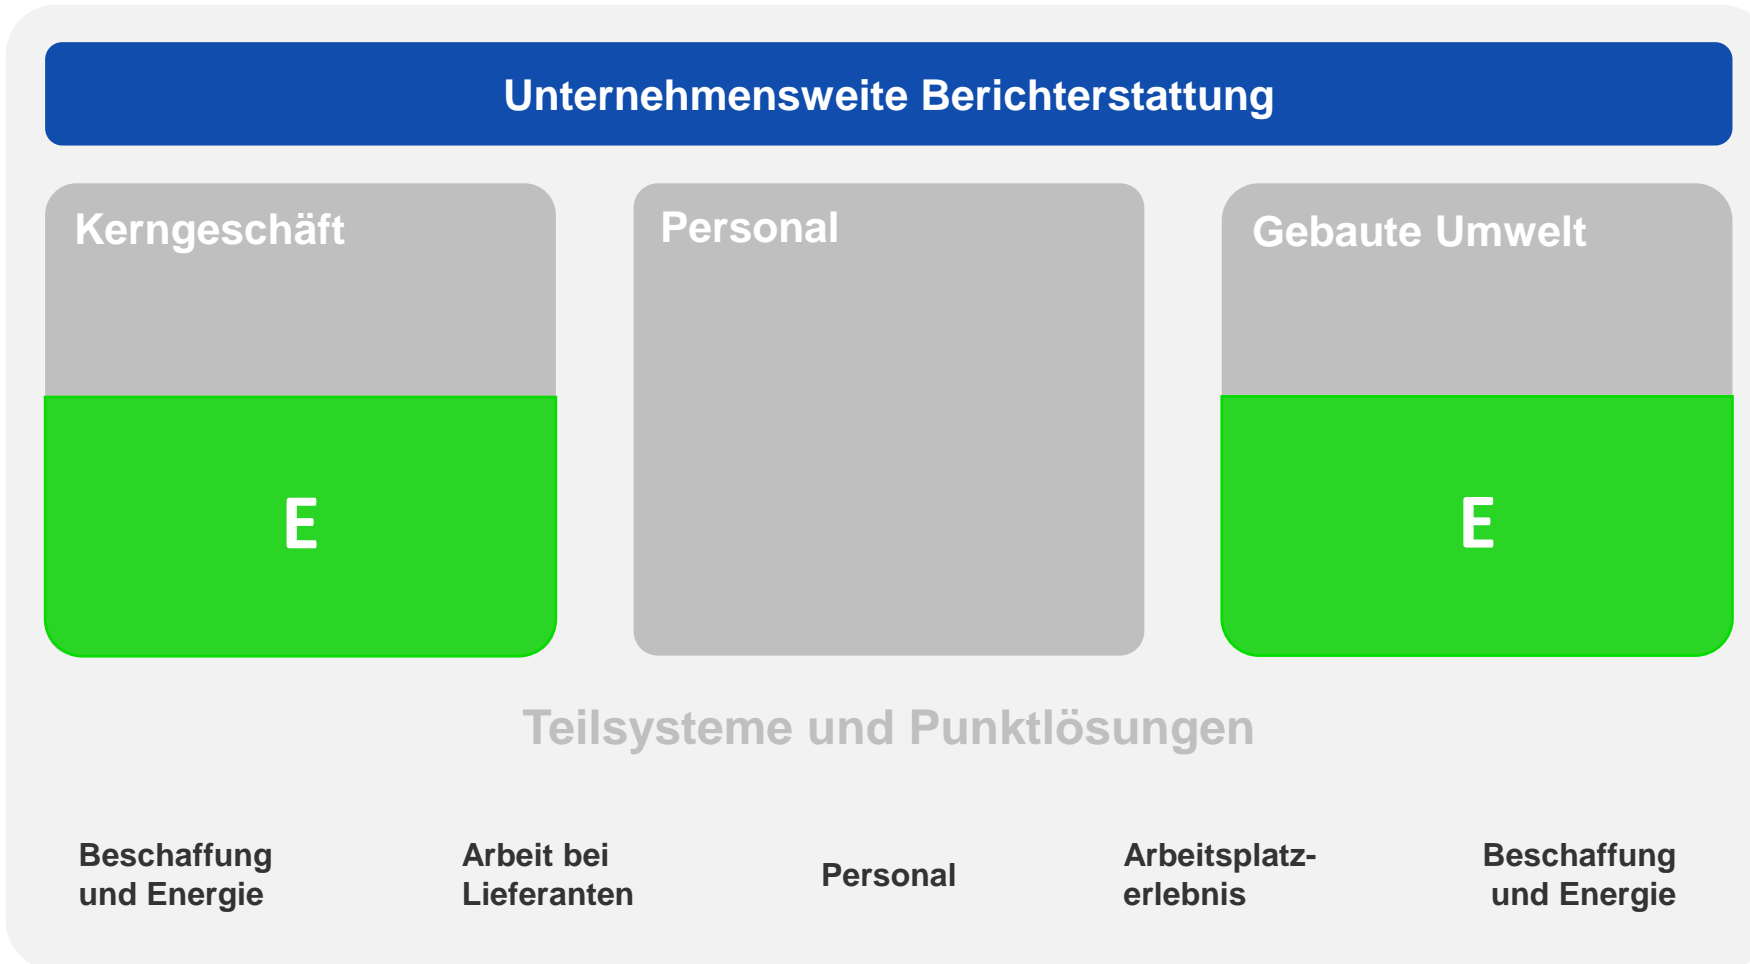 Unternehmensweite Berichterstattung
Kerngeschäft
Personal
Gebaute Umwelt
E
E
Teilsysteme und Punktlösungen
Beschaffung
und Energie
Arbeit bei
Lieferanten
Personal
Arbeitsplatz-
erlebnis
Beschaffung
und Energie